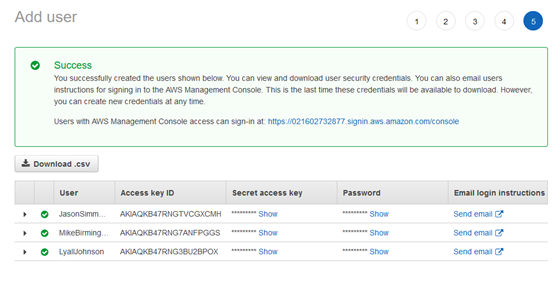 Add user
1 2 3 4 5
Success
You successfully created the users shown below. You can view and download user security credentials. You can also email users
instructions for signing in to the AWS Management Console. This is the last time these credentials will be available to download. However,
you can create new credentials at any time.
Users with AWS Management Console access can sign-in at: https://021602732877.signin.aws.amazon.com/console
Download .csv
User Access key ID Secret access key Password Email login instructions
JasonSimm... AKIAQKB47RNGTVCGXCMH ********* Show ********* Show Send email
MikeBirming... AKIAQKB47RNG7ANFPGGS ********* Show ********* Show Send email
LyallJohnson AKIAQKB47RNG3BU2BPOX ********* Show ********* Show Send email